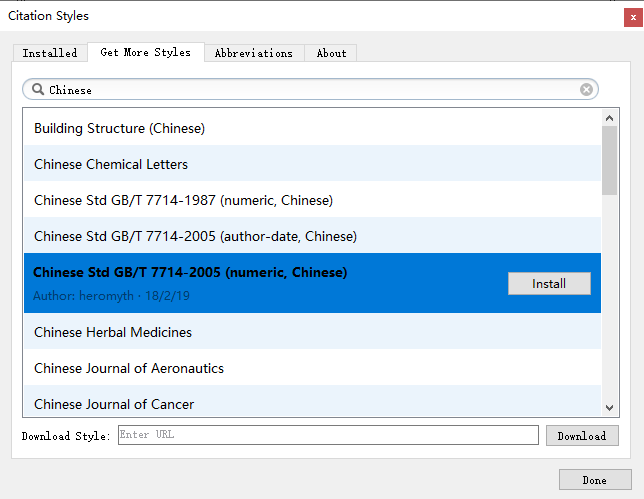 Citation Styles
x
Installed Get More Styles Abbreviations About
Chinese
Building Structure (Chinese)
Chinese Chemical Letters
Chinese Std GB/T 7714-1987 (numeric, Chinese)
Chinese Std GB/T 7714-2005 (author-date, Chinese)
Chinese Std GB/T 7714-2005 (numeric, Chinese)
Author: heromyth · 18/2/19
Install
Chinese Herbal Medicines
Chinese Journal of Aeronautics
Chinese Journal of Cancer
Download Style: Enter URL Download
Done